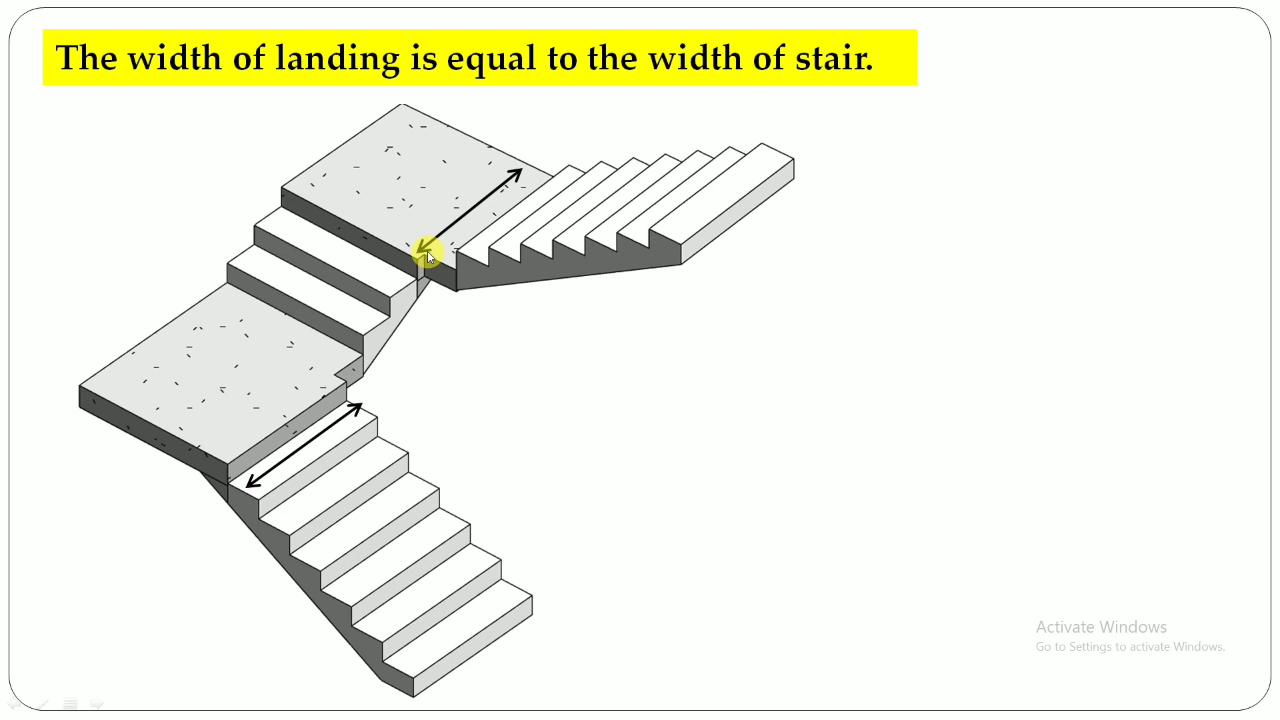 The width of landing is equal to the width of stair.
Activate Windows
Go to Settings to activate Windows.